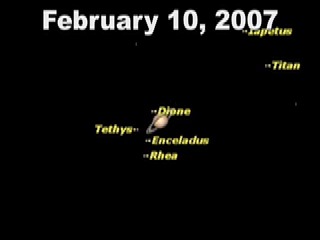 February 10, 2007
Iapetus
Titan
Dione
Tethys
Enceladus
Rhea